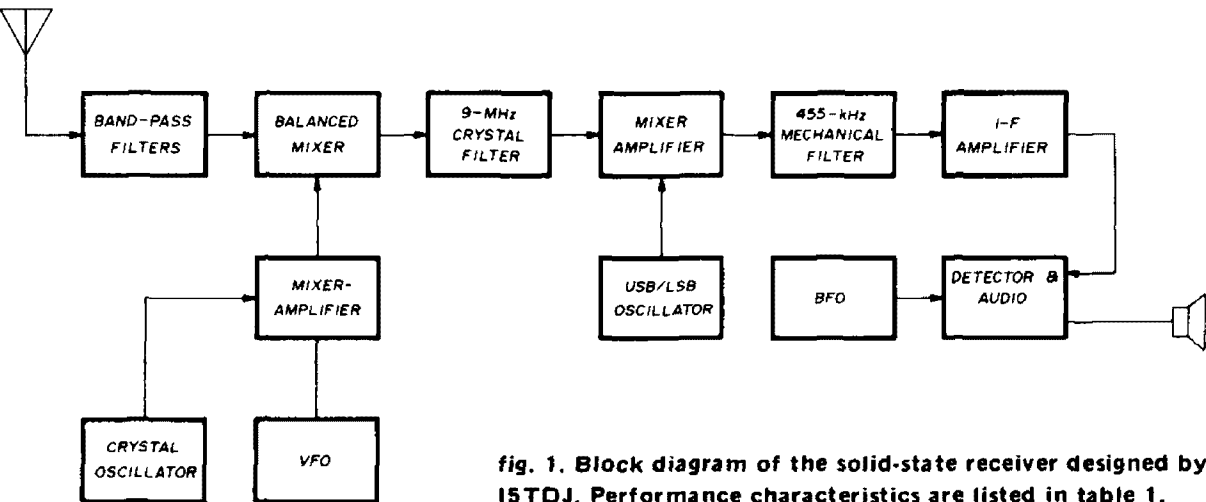 BAND-PASS
FILTERS
BALANCED
MIXER
9-MHz
CRYSTAL
FILTER
MIXER
AMPLIFIER
455-kHz
MECHANICAL
FILTER
I-F
AMPLIFIER
MIXER-
AMPLIFIER
USB/LSB
OSCILLATOR
BFO
DETECTOR &
AUDIO
CRYSTAL
OSCILLATOR
VFO
fig. 1. Block diagram of the solid-state receiver designed by
I5TDJ. Performance characteristics are listed in table 1.